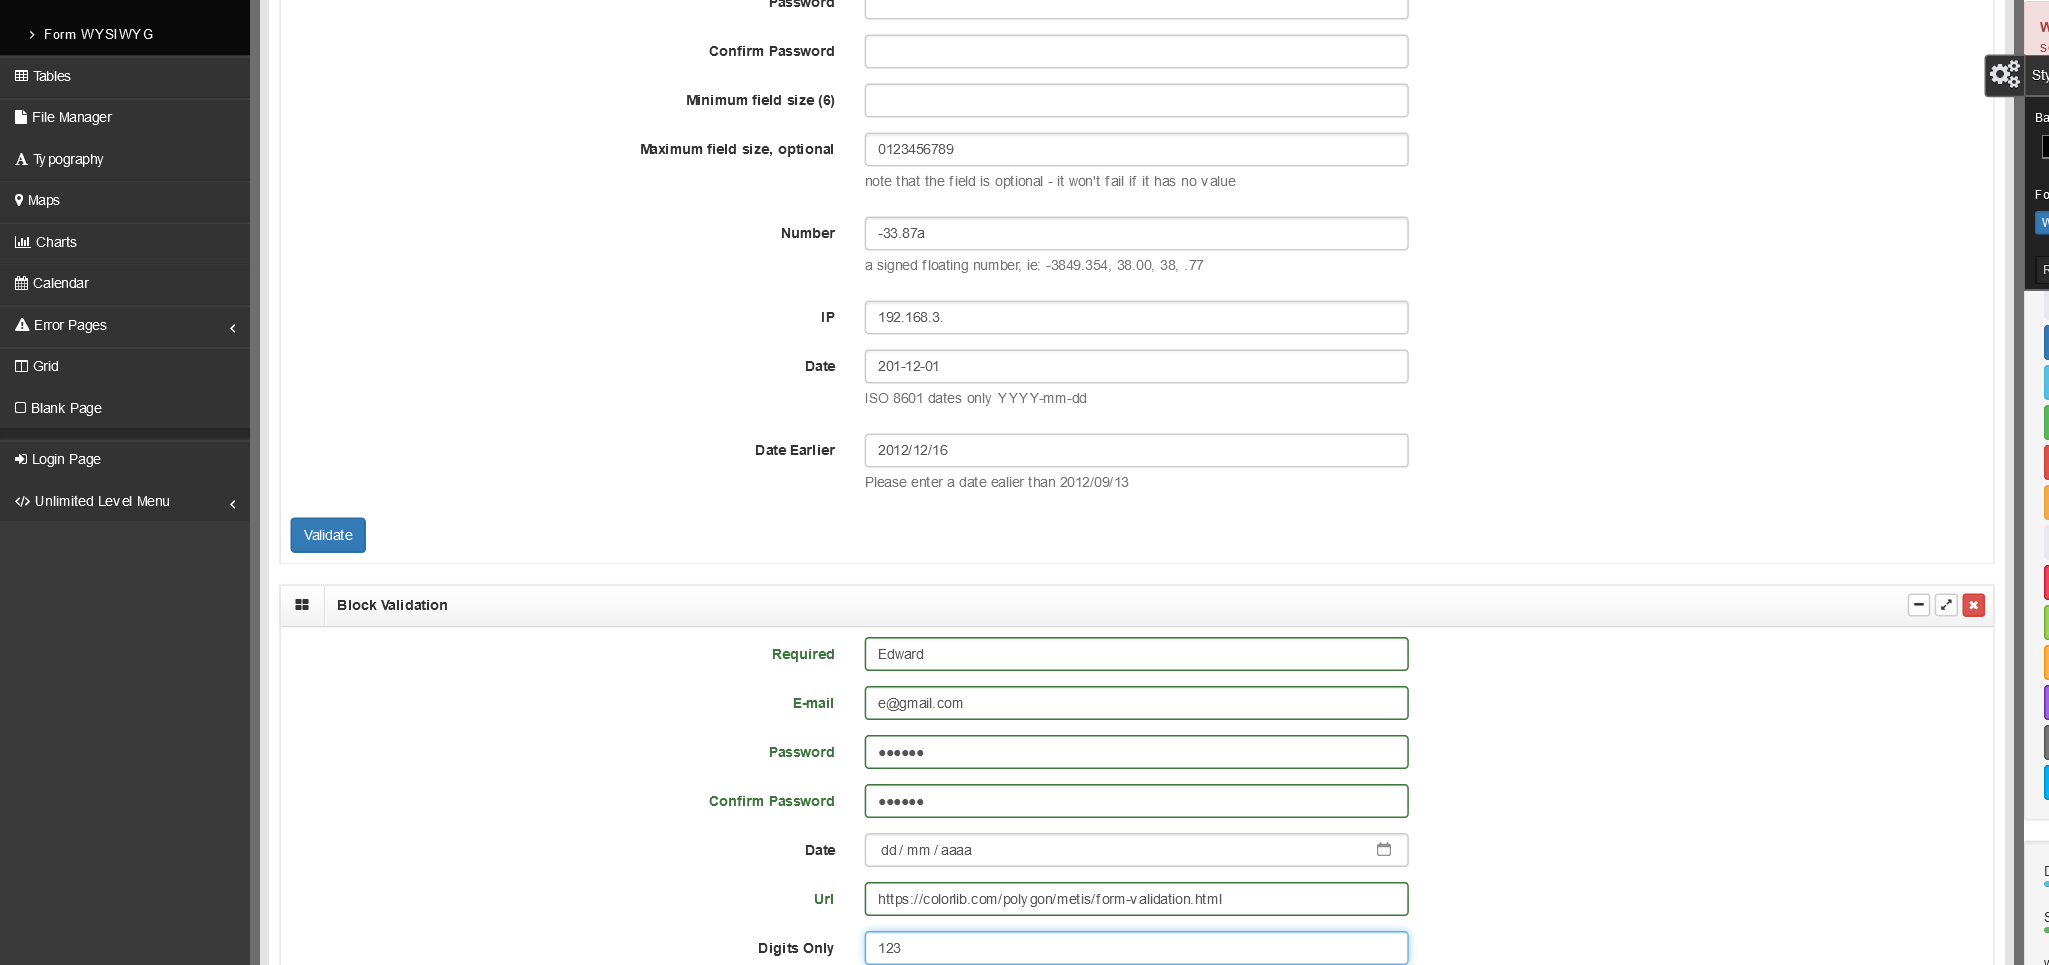 Form WYSIWYG
Tables
File Manager
Typography
Maps
Charts
Calendar
Error Pages
Grid
Blank Page
Login Page
Unlimited Level Menu
Password
Confirm Password
Minimum field size (6)
Maximum field size, optional 0123456789
note that the field is optional - it won't fail if it has no value
Number -33.87a
a signed floating number, ie: -3849.354, 38.00, 38, .77
IP 192.168.3.
Date 201-12-01
ISO 8601 dates only YYYY-mm-dd
Date Earlier 2012/12/16
Please enter a date ealier than 2012/09/13
Validate
Block Validation
Required Edward
E-mail e@gmail.com
Password ••••••
Confirm Password ••••••
Date dd / mm / aaaa
Url https://colorlib.com/polygon/metis/form-validation.html
Digits Only 123